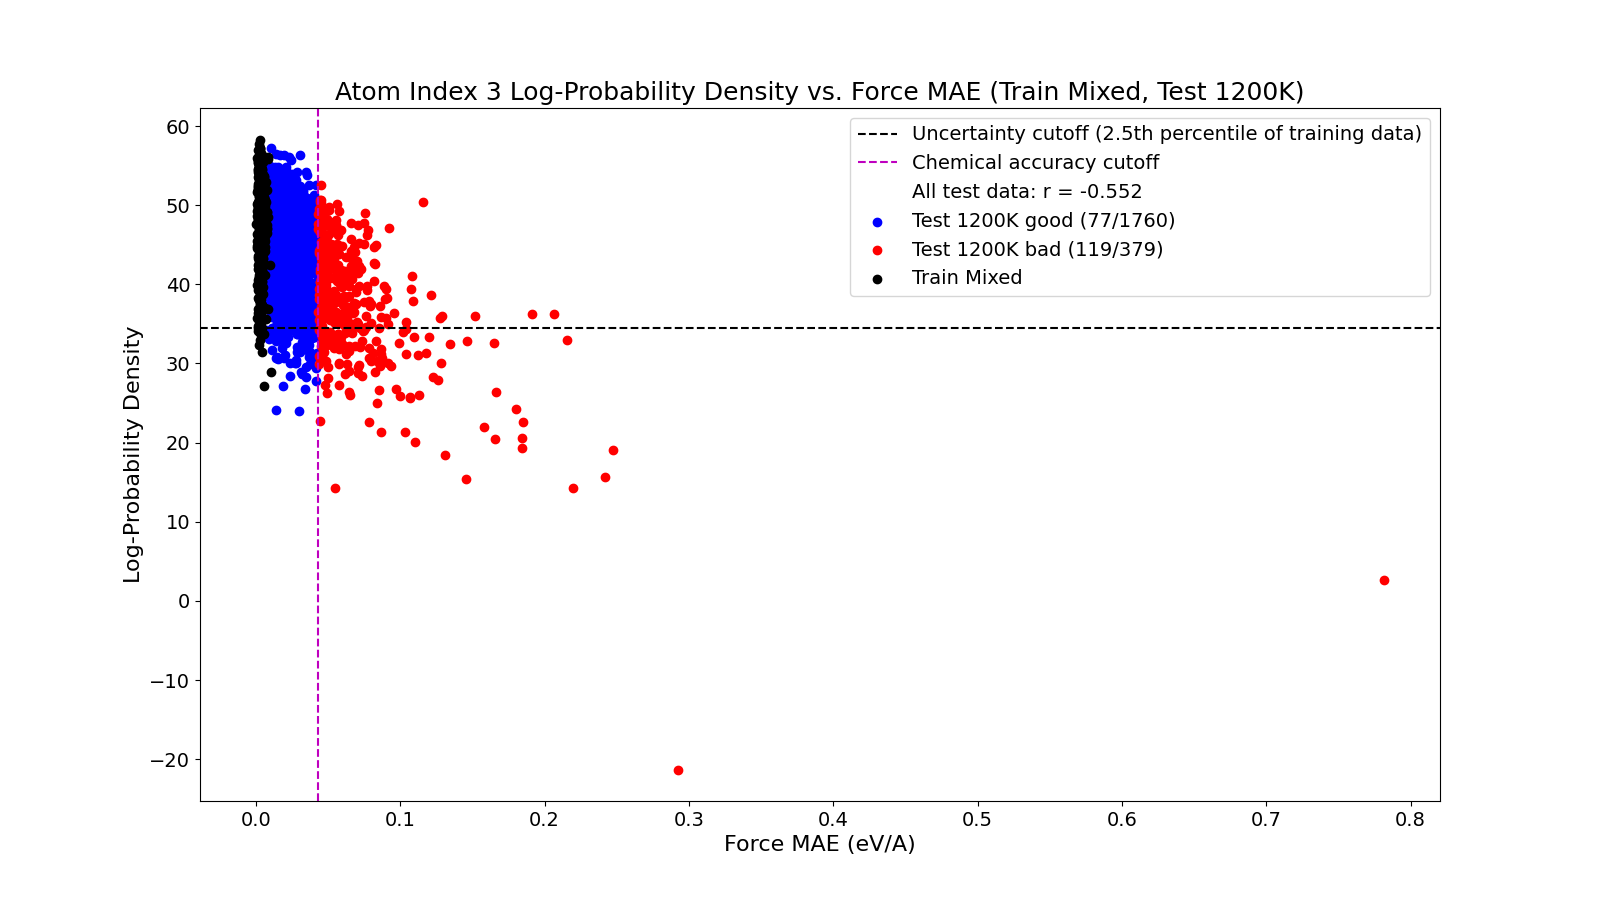 Atom Index 3 Log-Probability Density vs. Force MAE (Train Mixed, Test 1200K)
Uncertainty cutoff (2.5th percentile of training data)
Chemical accuracy cutoff
All test data: r = -0.552
Test 1200K good (77/1760)
Test 1200K bad (119/379)
Train Mixed
Log-Probability Density
60
50
40
30
20
10
0
−10
−20
0.0 0.1 0.2 0.3 0.4 0.5 0.6 0.7 0.8
Force MAE (eV/A)